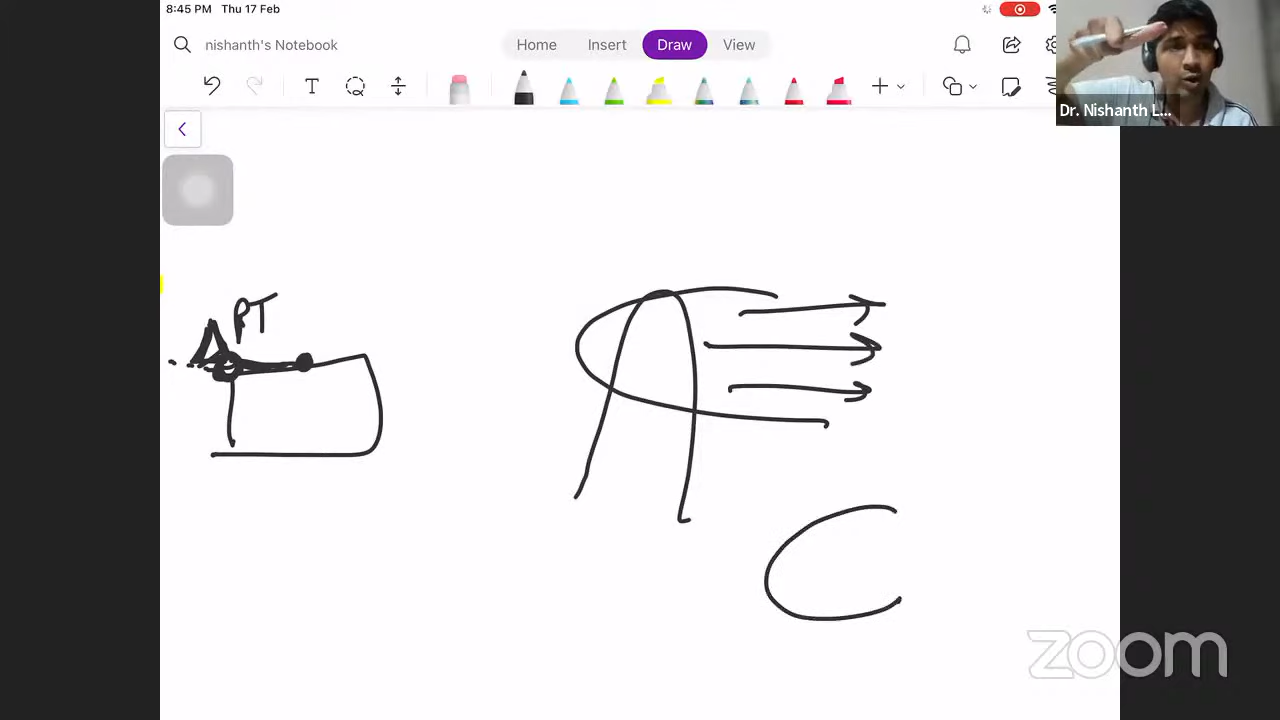 8:45 PM Thu 17 Feb
nishanth's Notebook
Home Insert Draw View
Dr. Nishanth L...
PT
zoom